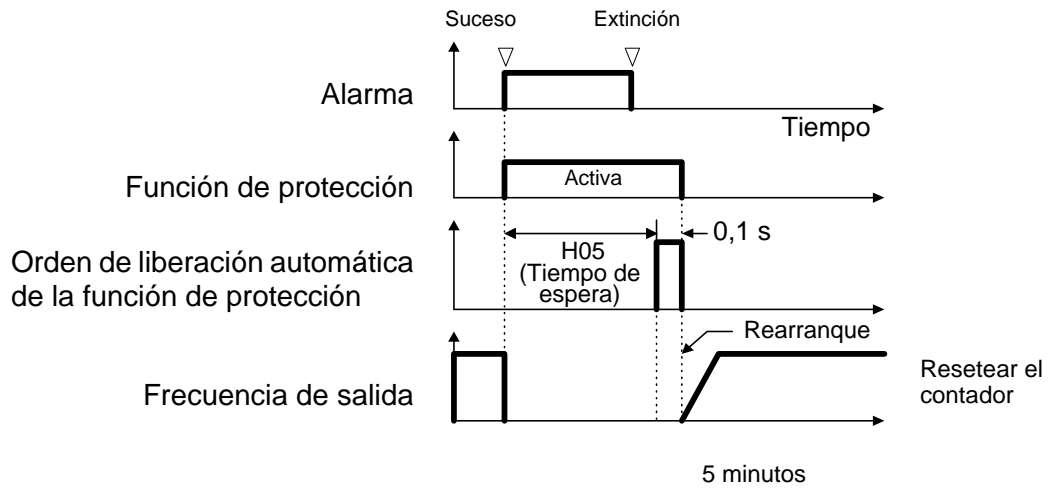 Suceso
Extinción
Alarma
Tiempo
Función de protección
Activa
0,1 s
Orden de liberación automática
de la función de protección
H05
(Tiempo de
espera)
Rearranque
Frecuencia de salida
Resetear el
contador
5 minutos